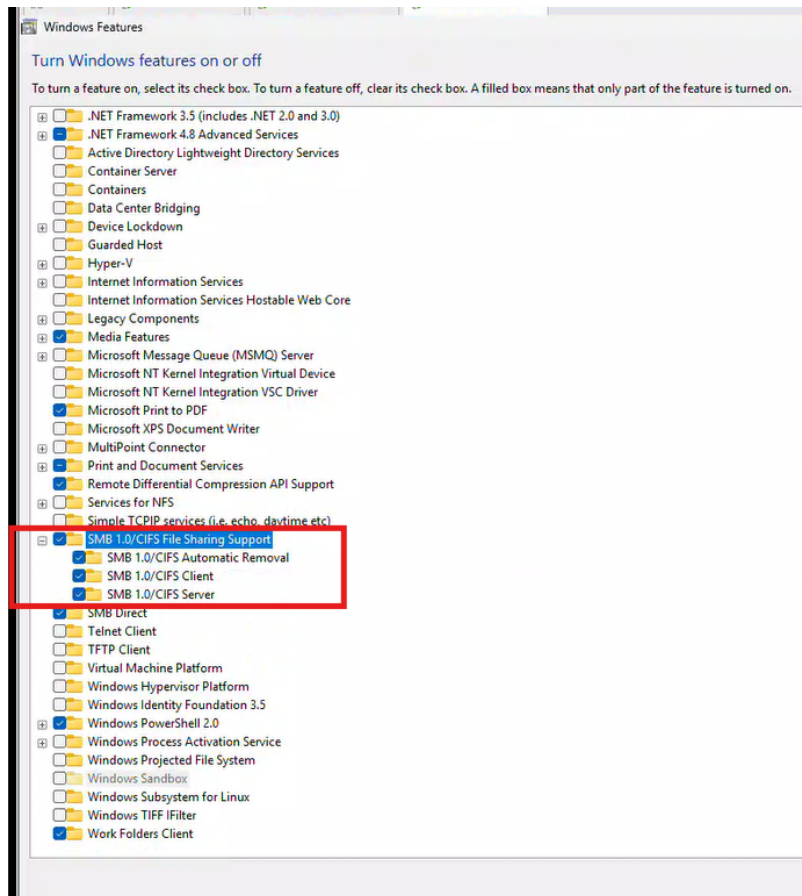 Windows Features
Turn Windows features on or off
To turn a feature on, select its check box. To turn a feature off, clear its check box. A filled box means that only part of the feature is turned on.
.NET Framework 3.5 (includes .NET 2.0 and 3.0)
.NET Framework 4.8 Advanced Services
Active Directory Lightweight Directory Services
Container Server
Containers
Data Center Bridging
Device Lockdown
Guarded Host
Hyper-V
Internet Information Services
Internet Information Services Hostable Web Core
Legacy Components
Media Features
Microsoft Message Queue (MSMQ) Server
Microsoft NT Kernel Integration Virtual Device
Microsoft NT Kernel Integration VSC Driver
Microsoft Print to PDF
Microsoft XPS Document Writer
MultiPoint Connector
Print and Document Services
Remote Differential Compression API Support
Services for NFS
Simple TCPIP services (i.e. echo, daytime etc)
SMB 1.0/CIFS File Sharing Support
SMB 1.0/CIFS Automatic Removal
SMB 1.0/CIFS Client
SMB 1.0/CIFS Server
SMB Direct
Telnet Client
TFTP Client
Virtual Machine Platform
Windows Hypervisor Platform
Windows Identity Foundation 3.5
Windows PowerShell 2.0
Windows Process Activation Service
Windows Projected File System
Windows Sandbox
Windows Subsystem for Linux
Windows TIFF IFilter
Work Folders Client